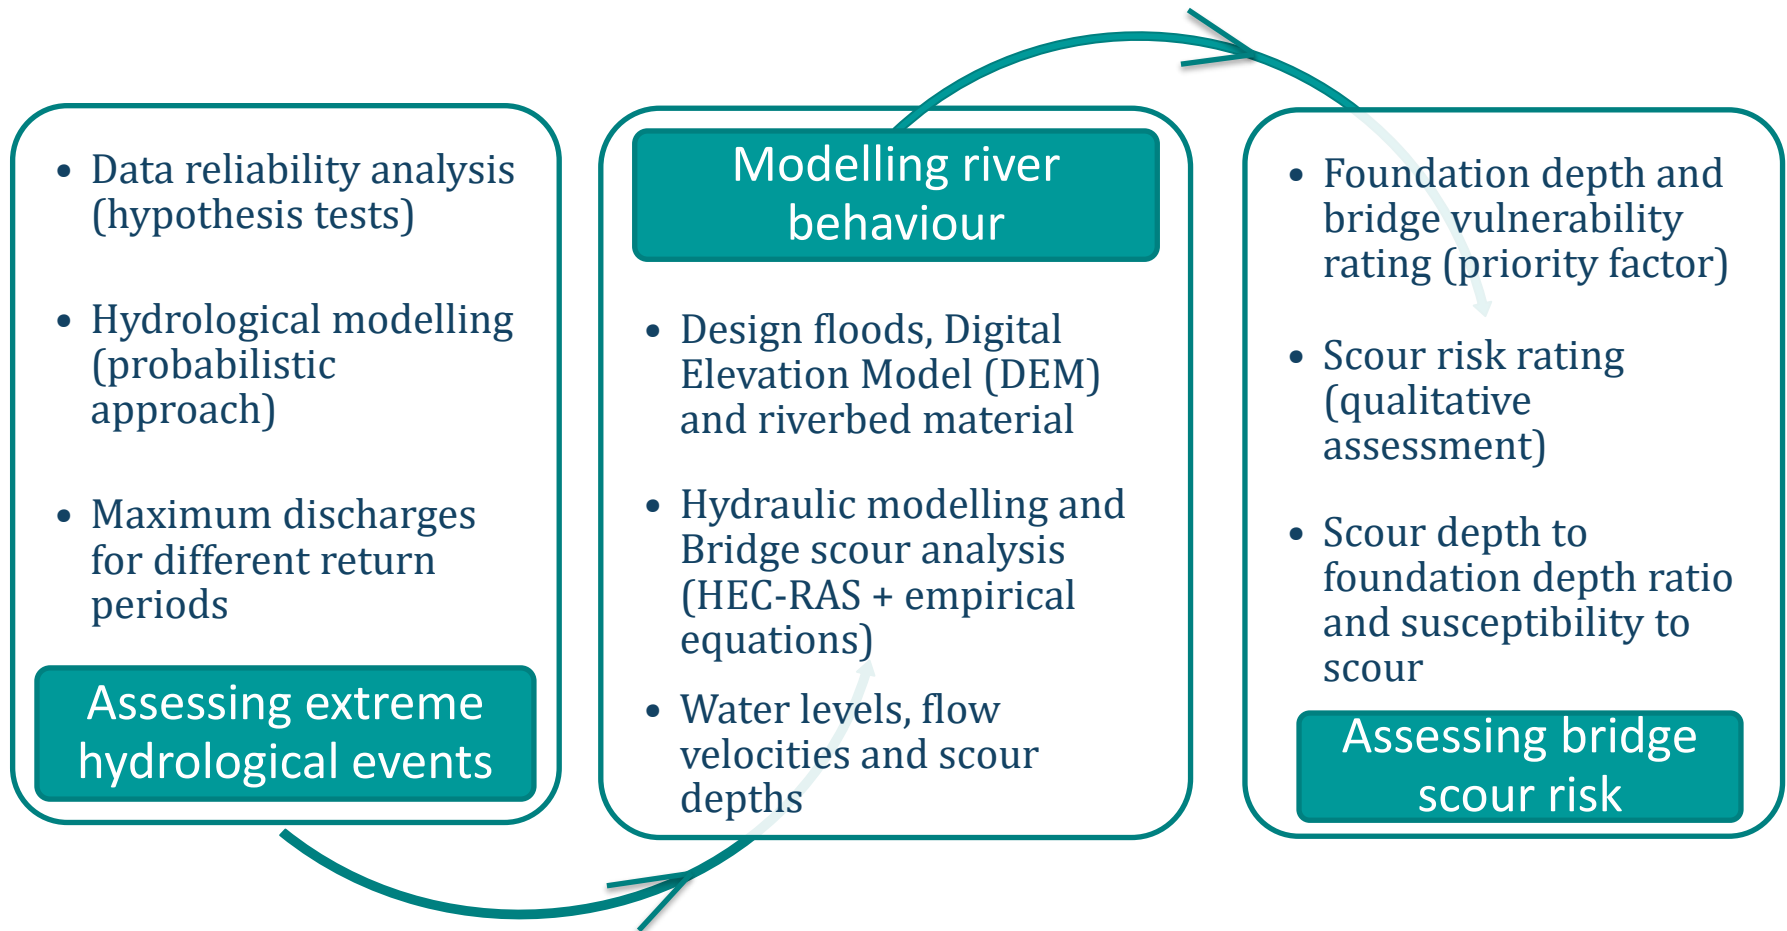 • Data reliability analysis
(hypothesis tests)
• Hydrological modelling
(probabilistic
approach)
• Maximum discharges
for different return
periods
Assessing extreme
hydrological events
Modelling river
behaviour
• Design floods, Digital
Elevation Model (DEM)
and riverbed material
• Hydraulic modelling and
Bridge scour analysis
(HEC-RAS + empirical
equations)
• Water levels, flow
velocities and scour
depths
• Foundation depth and
bridge vulnerability
rating (priority factor)
• Scour risk rating
(qualitative
assessment)
• Scour depth to
foundation depth ratio
and susceptibility to
scour
Assessing bridge
scour risk